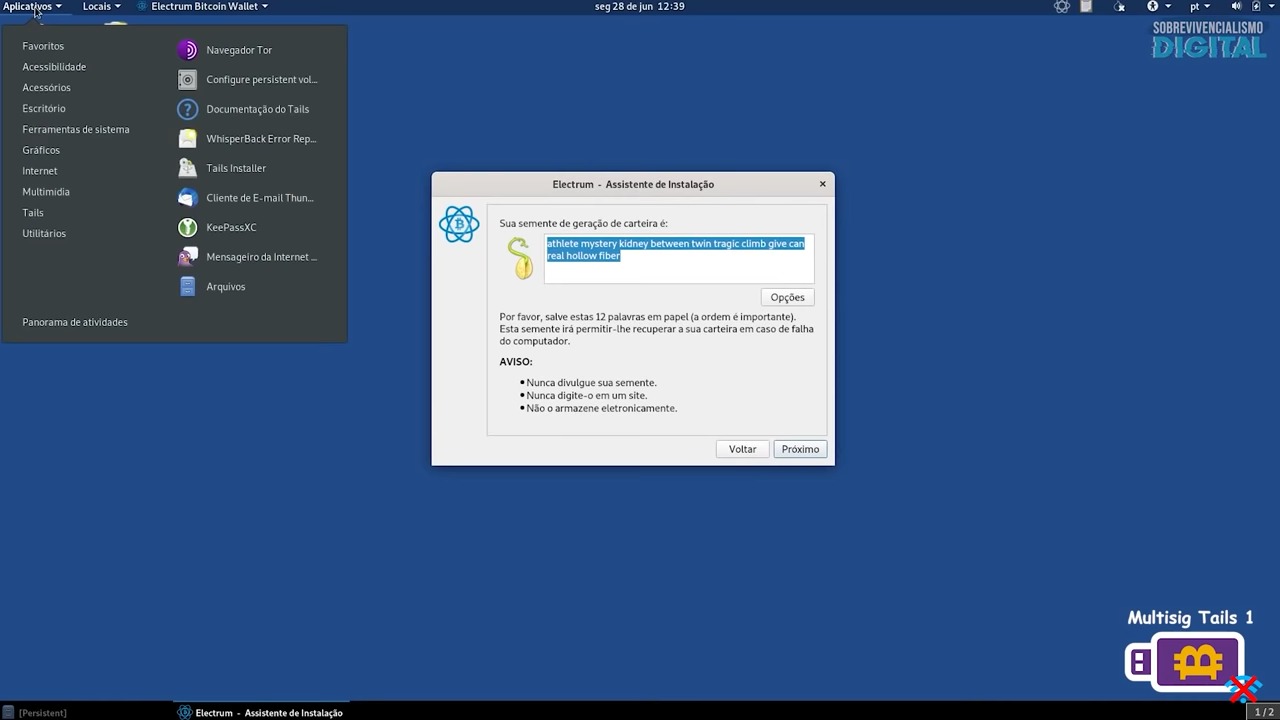 Aplicativos
Locais
Electrum Bitcoin Wallet
seg 28 de jun 12:39
pt
SOBREVIVENCIALISMO
DIGITAL
Favoritos
Acessibilidade
Acessórios
Escritório
Ferramentas de sistema
Gráficos
Internet
Multimídia
Tails
Utilitários
Panorama de atividades
Navegador Tor
Configure persistent vol...
Documentação do Tails
WhisperBack Error Rep...
Tails Installer
Cliente de E-mail Thun...
KeePassXC
Mensageiro da Internet ...
Arquivos
Electrum - Assistente de Instalação
Sua semente de geração de carteira é:
athlete mystery kidney between twin tragic climb give can
real hollow fiber
Opções
Por favor, salve estas 12 palavras em papel (a ordem é importante).
Esta semente irá permitir-lhe recuperar a sua carteira em caso de falha
do computador.
AVISO:
Nunca divulgue sua semente.
Nunca digite-o em um site.
Não o armazene eletronicamente.
Voltar
Próximo
Multisig Tails 1
[Persistent]
Electrum - Assistente de Instalação
1 / 2